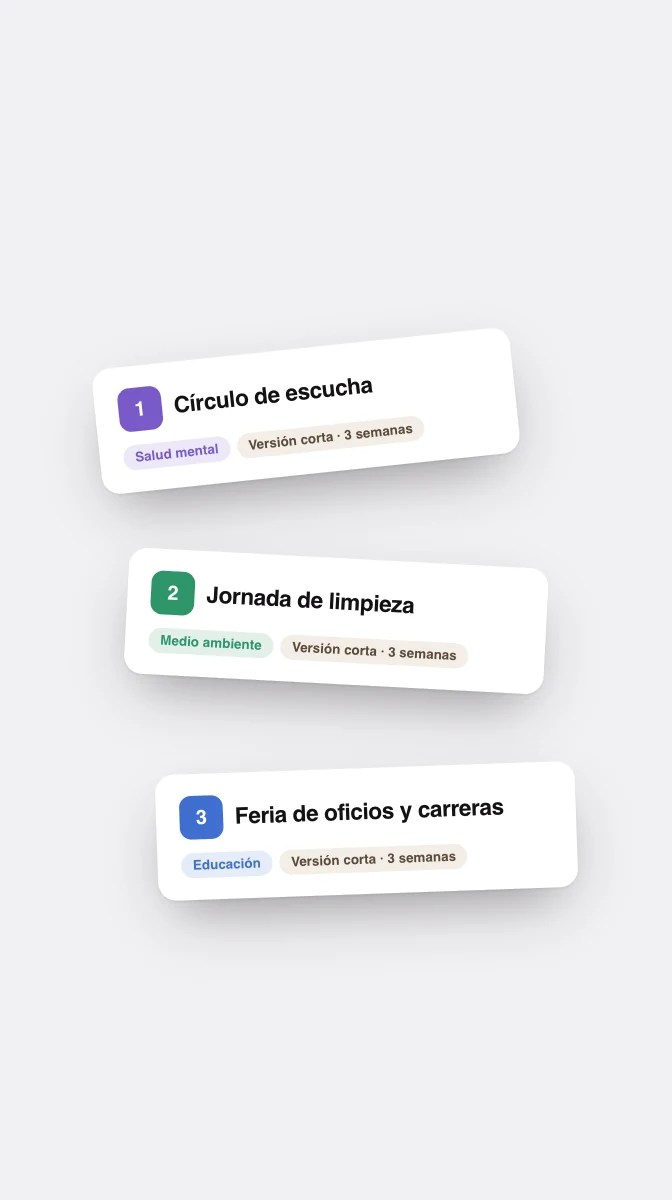 1
Círculo de escucha
Salud mental
Versión corta · 3 semanas
2
Jornada de limpieza
Medio ambiente
Versión corta · 3 semanas
3
Feria de oficios y carreras
Educación
Versión corta · 3 semanas